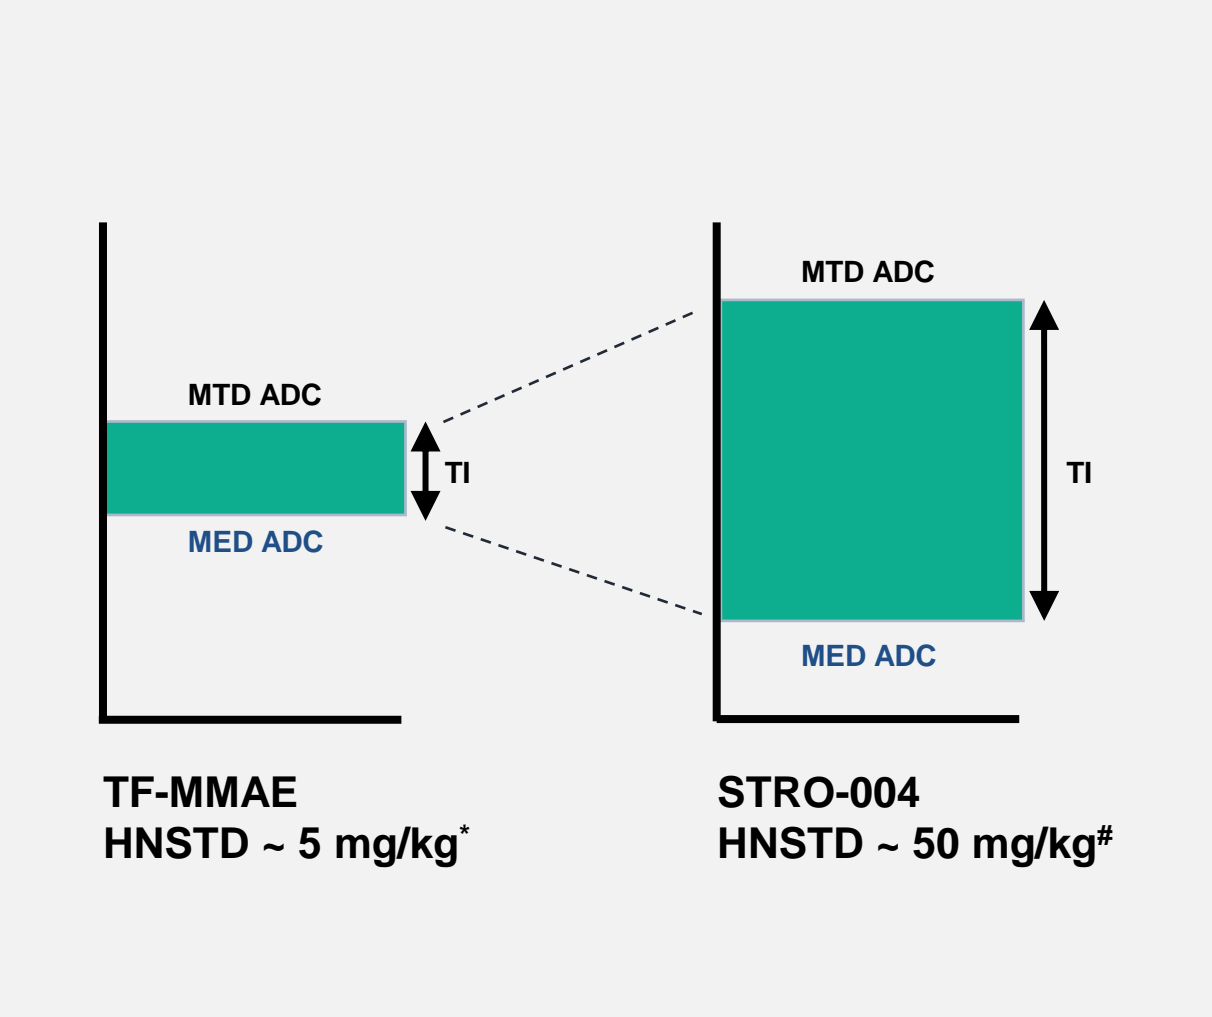 MTD ADC
TI
MED ADC
TF-MMAE
HNSTD ~ 5 mg/kg*
MTD ADC
TI
MED ADC
STRO-004
HNSTD ~ 50 mg/kg#